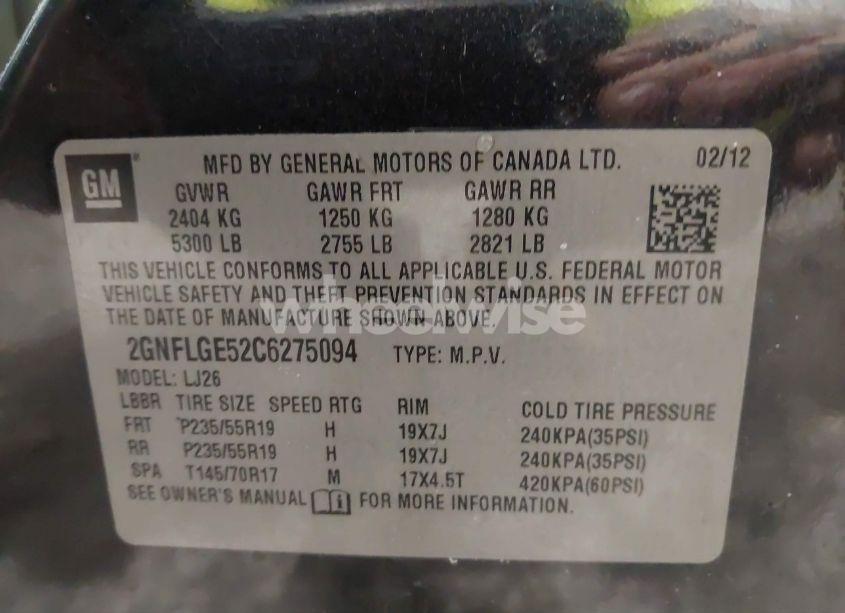 GM
MFD BY GENERAL MOTORS OF CANADA LTD. 02/12
GVWR GAWR FRT GAWR RR
2404 KG 1250 KG 1280 KG
5300 LB 2755 LB 2821 LB
THIS VEHICLE CONFORMS TO ALL APPLICABLE U.S. FEDERAL MOTOR
VEHICLE SAFETY AND THEFT PREVENTION STANDARDS IN EFFECT ON
THE DATE OF MANUFACTURE SHOWN ABOVE.
wheelwise
2GNFLGE52C6275094 TYPE: M.P.V.
MODEL: LJ26
LBBR TIRE SIZE SPEED RTG RIM COLD TIRE PRESSURE
FRT P235/55R19 H 19X7J 240KPA(35PSI)
RR P235/55R19 H 19X7J 240KPA(35PSI)
SPA T145/70R17 M 17X4.5T 420KPA(60PSI)
SEE OWNER'S MANUAL FOR MORE INFORMATION.